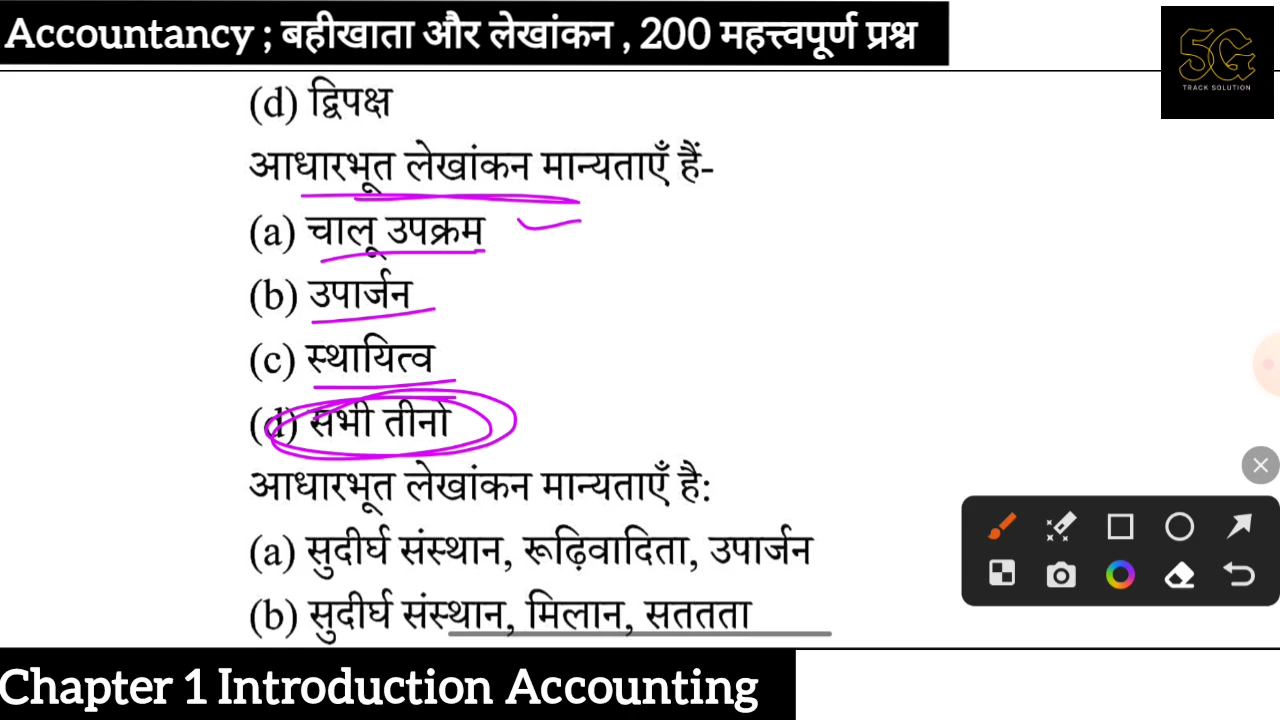 Accountancy ; बहीखाता और लेखांकन , 200 महत्त्वपूर्ण प्रश्न
5G
TRACK SOLUTION
(d) द्विपक्ष
आधारभूत लेखांकन मान्यताएँ हैं-
(a) चालू उपक्रम
(b) उपार्जन
(c) स्थायित्व
(d) सभी तीनों
आधारभूत लेखांकन मान्यताएँ है:
(a) सुदीर्घ संस्थान, रूढ़िवादिता, उपार्जन
(b) सुदीर्घ संस्थान, मिलान, सततता
Chapter 1 Introduction Accounting